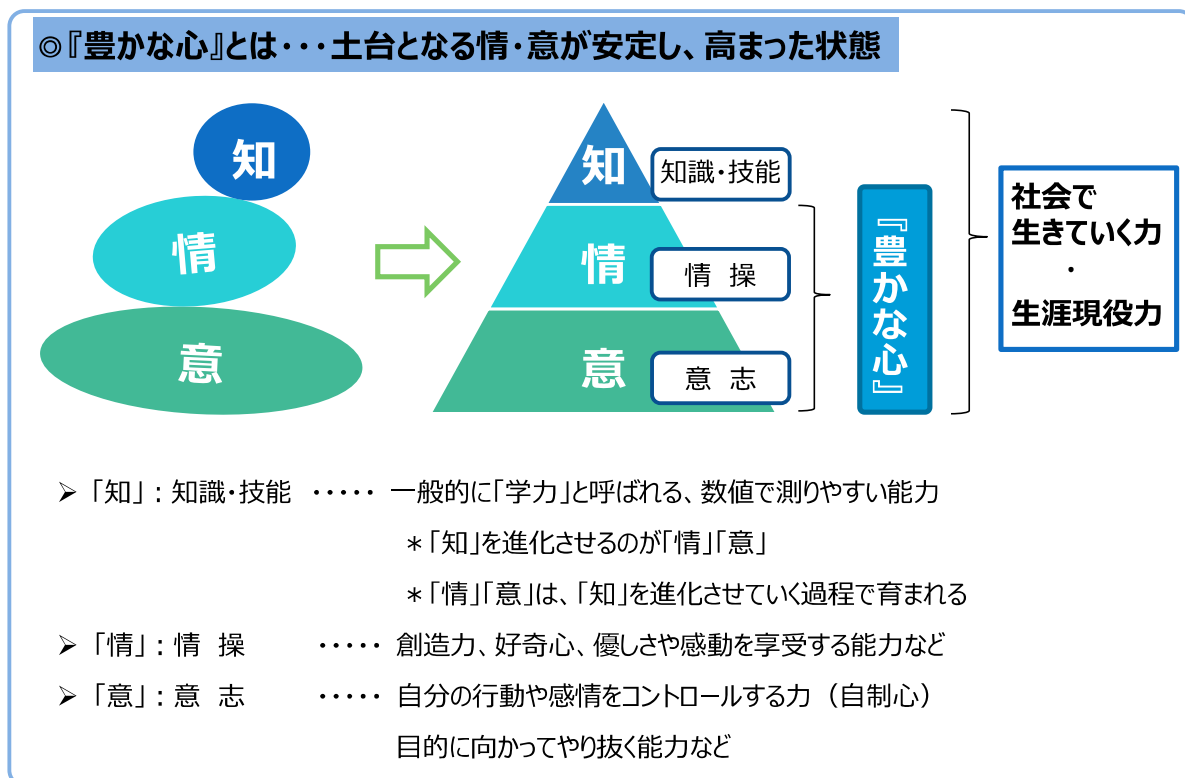 ◎『豊かな心』とは・・・土台となる情・意が安定し、高まった状態
知
情
意
知
知識・技能
情
情 操
意
意 志
『豊かな心』
社会で
生きていく力
・
生涯現役力
➢ 「知」：知識・技能 ・・・・・ 一般的に「学力」と呼ばれる、数値で測りやすい能力
＊「知」を進化させるのが「情」「意」
＊「情」「意」は、「知」を進化させていく過程で育まれる
➢ 「情」：情 操 ・・・・・ 創造力、好奇心、優しさや感動を享受する能力など
➢ 「意」：意 志 ・・・・・ 自分の行動や感情をコントロールする力（自制心）
目的に向かってやり抜く能力など